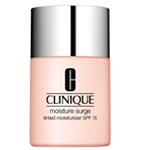 CLINIQUE
moisture surge
tinted moisturizer SPF 15